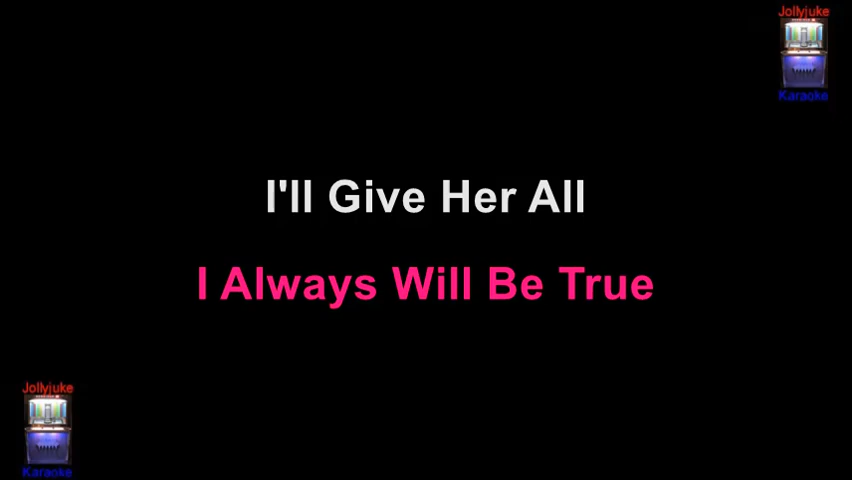 Jollyjuke
Karaoke
I'll Give Her All
I Always Will Be True
Jollyjuke
Karaoke